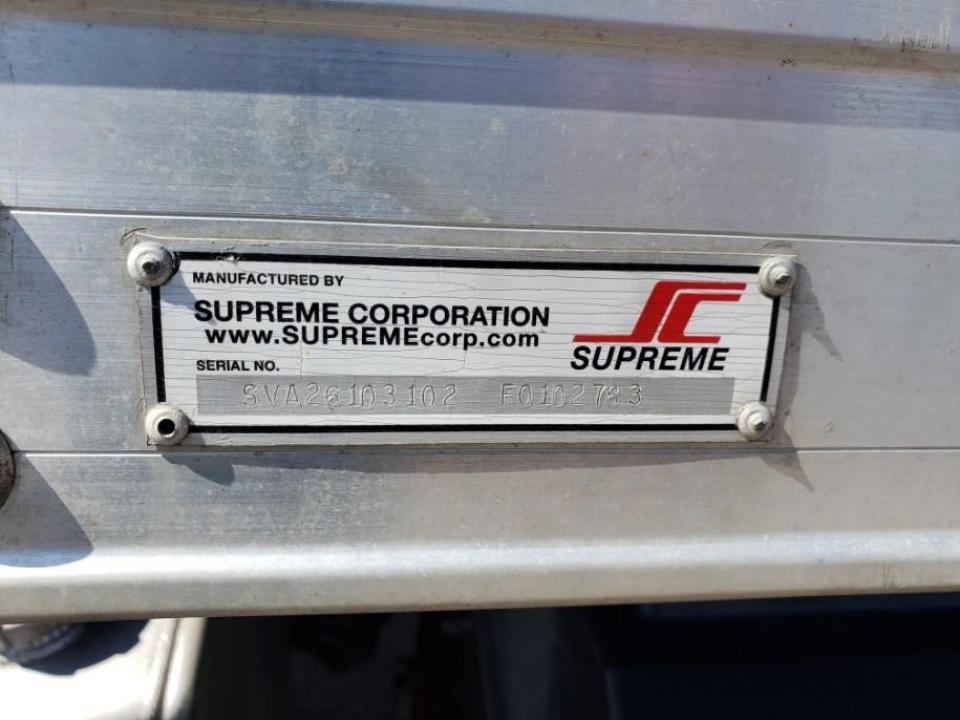 MANUFACTURED BY
SUPREME CORPORATION
www.SUPREMEcorp.com
SC
SUPREME
SERIAL NO.
SVA26103102 F0102783